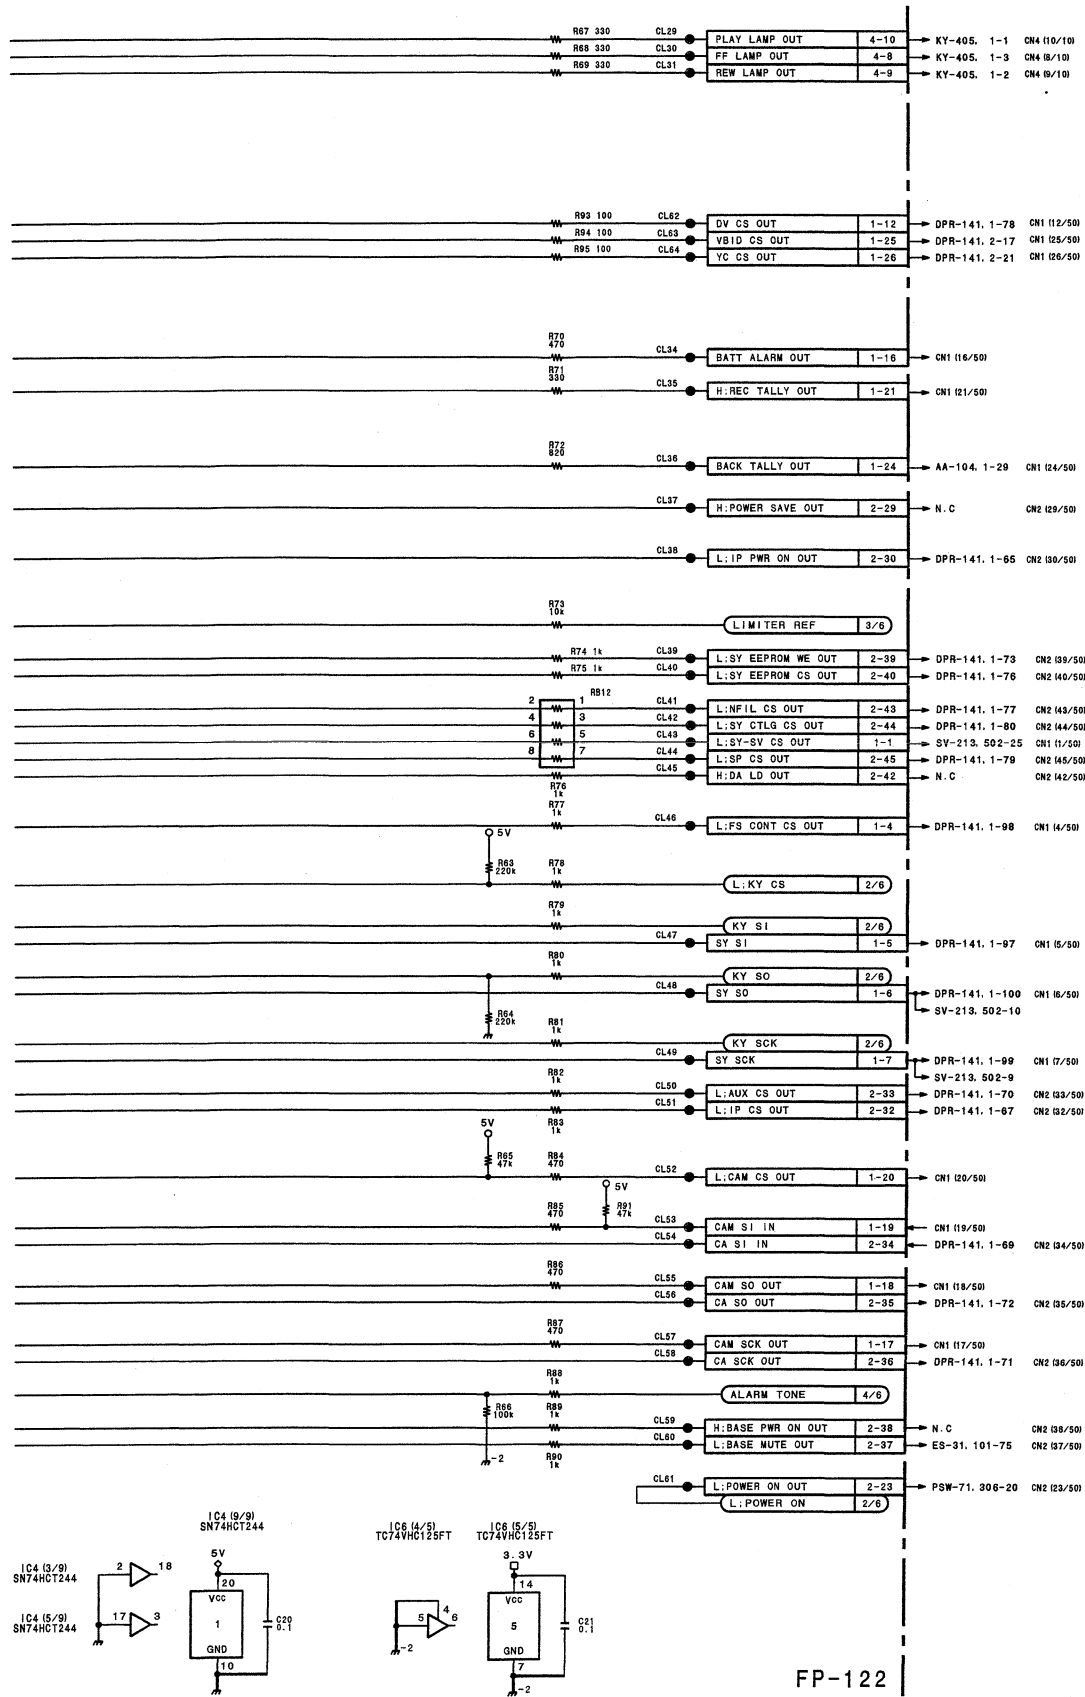 R67 330 CL29 PLAY LAMP OUT 4-10 KY-405, 1-1 CN4 (10/10)
R68 330 CL30 FF LAMP OUT 4-8 KY-405, 1-3 CN4 (8/10)
R69 330 CL31 REW LAMP OUT 4-9 KY-405, 1-2 CN4 (9/10)
R93 100 CL62 DV CS OUT 1-12 DPR-141, 1-78 CN1 (12/50)
R94 100 CL63 VBID CS OUT 1-25 DPR-141, 2-17 CN1 (25/50)
R95 100 CL64 YC CS OUT 1-26 DPR-141, 2-21 CN1 (26/50)
R70
470 CL34 BATT ALARM OUT 1-16 CN1 (16/50)
R71
330 CL35 H:REC TALLY OUT 1-21 CN1 (21/50)
R72
820 CL36 BACK TALLY OUT 1-24 AA-104, 1-29 CN1 (24/50)
CL37 H:POWER SAVE OUT 2-29 N.C CN2 (29/50)
CL38 L:IP PWR ON OUT 2-30 DPR-141, 1-65 CN2 (30/50)
R73
10k LIMITER REF 3/6
R74 1k CL39 L:SY EEPROM WE OUT 2-39 DPR-141, 1-73 CN2 (39/50)
R75 1k CL40 L:SY EEPROM CS OUT 2-40 DPR-141, 1-76 CN2 (40/50)
RB12
2 1 CL41 L:NFIL CS OUT 2-43 DPR-141, 1-77 CN2 (43/50)
4 3 CL42 L:SY CTLG CS OUT 2-44 DPR-141, 1-80 CN2 (44/50)
6 5 CL43 L:SY-SV CS OUT 1-1 SV-213, 502-25 CN1 (1/50)
8 7 CL44 L:SP CS OUT 2-45 DPR-141, 1-79 CN2 (45/50)
CL45 H:DA LD OUT 2-42 N.C CN2 (42/50)
R76
1k
R77
1k CL46 L:FS CONT CS OUT 1-4 DPR-141, 1-98 CN1 (4/50)
5V
R63
220k
R78
1k L:KY CS 2/6
R79
1k KY SI 2/6
CL47 SY SI 1-5 DPR-141, 1-97 CN1 (5/50)
R80
1k KY SO 2/6
CL48 SY SO 1-6 DPR-141, 1-100 CN1 (6/50)
SV-213, 502-10
R64
220k
R81
1k KY SCK 2/6
CL49 SY SCK 1-7 DPR-141, 1-99 CN1 (7/50)
SV-213, 502-9
R82
1k CL50 L:AUX CS OUT 2-33 DPR-141, 1-70 CN2 (33/50)
CL51 L:IP CS OUT 2-32 DPR-141, 1-67 CN2 (32/50)
R83
1k
5V
R65
47k
R84
470 CL52 L:CAM CS OUT 1-20 CN1 (20/50)
5V
R91
47k
R85
470 CL53 CAM SI IN 1-19 CN1 (19/50)
CL54 CA SI IN 2-34 DPR-141, 1-69 CN2 (34/50)
R86
470 CL55 CAM SO OUT 1-18 CN1 (18/50)
CL56 CA SO OUT 2-35 DPR-141, 1-72 CN2 (35/50)
R87
470 CL57 CAM SCK OUT 1-17 CN1 (17/50)
CL58 CA SCK OUT 2-36 DPR-141, 1-71 CN2 (36/50)
R88
1k ALARM TONE 4/6
R66
100k
-2
R89
1k CL59 H:BASE PWR ON OUT 2-38 N.C CN2 (38/50)
CL60 L:BASE MUTE OUT 2-37 ES-31, 101-75 CN2 (37/50)
R90
1k
CL61 L:POWER ON OUT 2-23 PSW-71, 306-20 CN2 (23/50)
L:POWER ON 2/6
IC4 (3/9)
SN74HCT244
2 18
IC4 (5/9)
SN74HCT244
17 3
IC4 (9/9)
SN74HCT244
5V
20
VCC
1
GND
10
C20
0.1
IC6 (4/5)
TC74VHC125FT
5 4 6
-2
IC6 (5/5)
TC74VHC125FT
3.3V
14
VCC
5
GND
7
-2
C21
0.1
FP-122